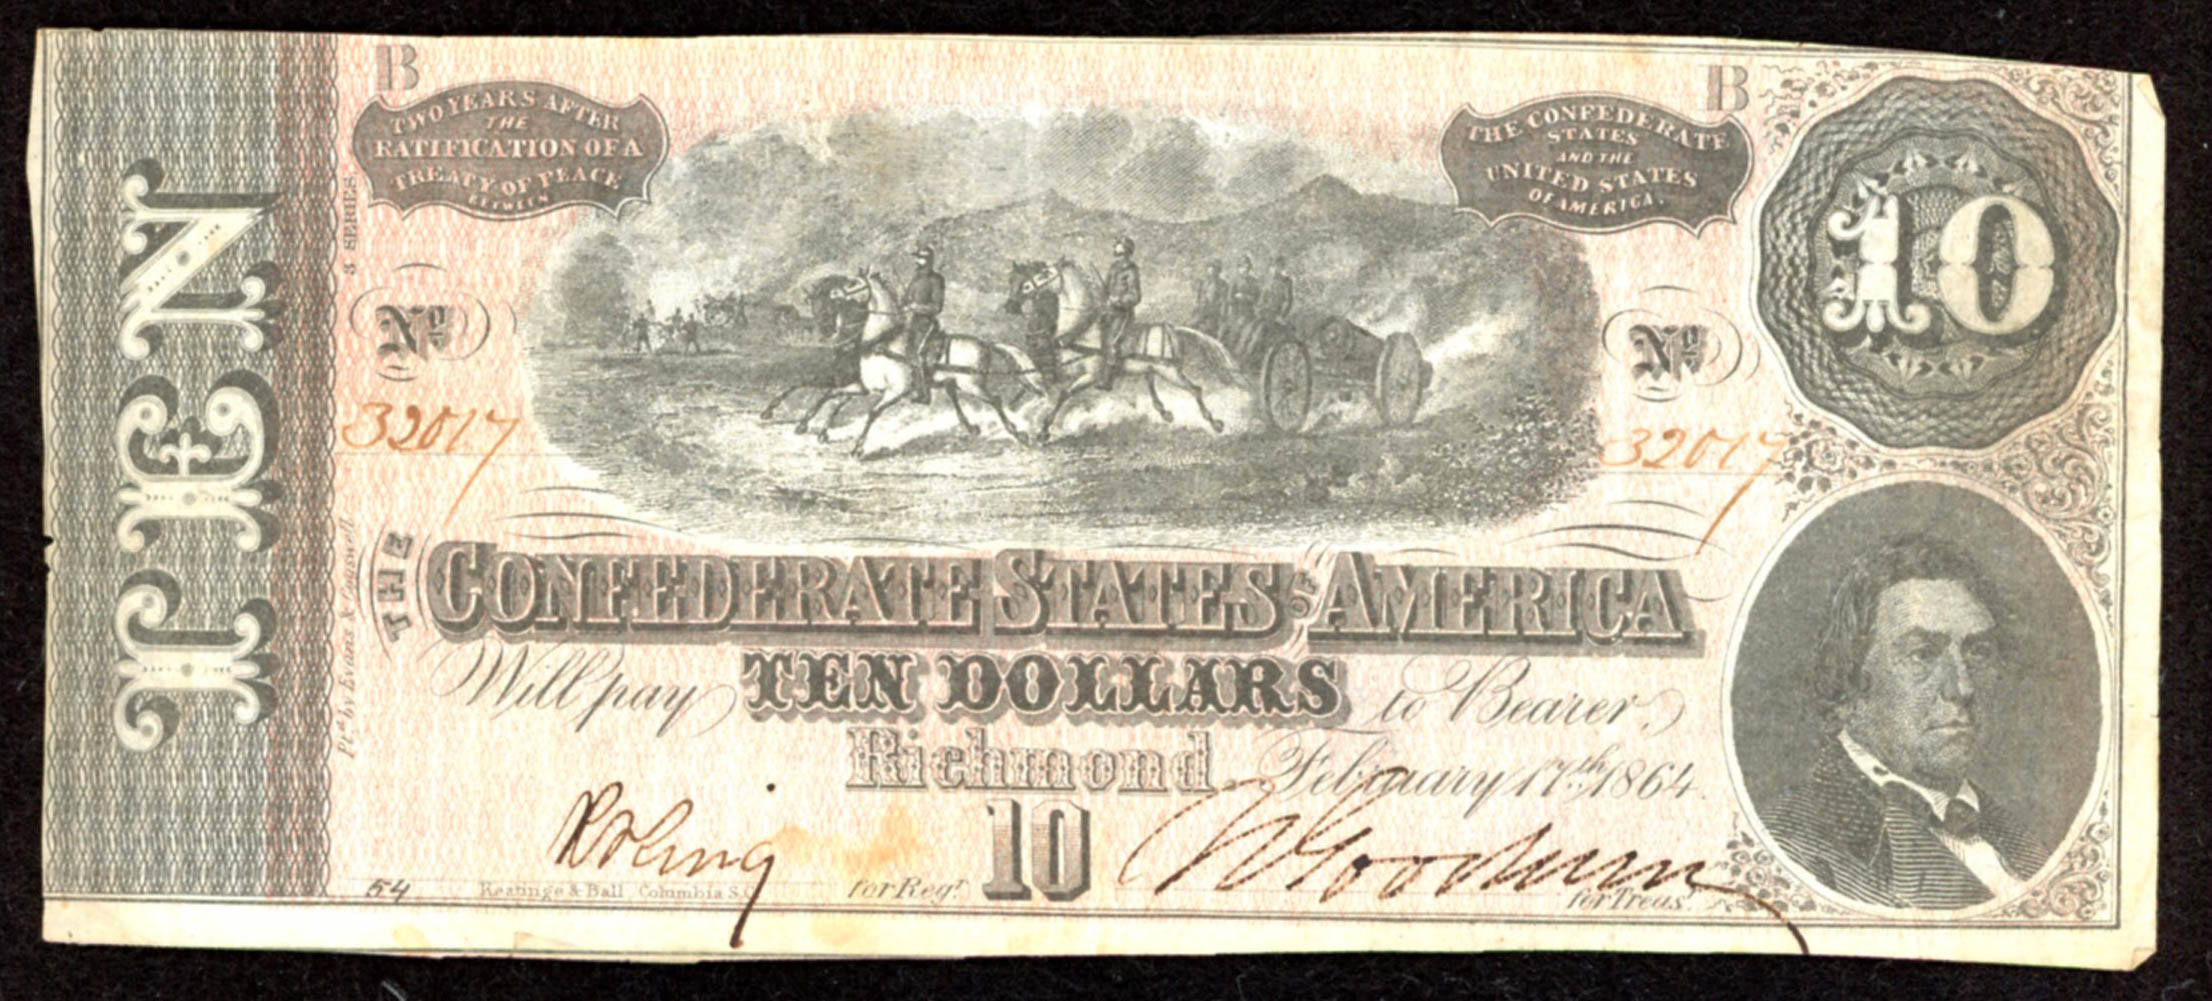 B
B
TWO YEARS AFTER
THE
RATIFICATION OF A
TREATY OF PEACE
BETWEEN
THE CONFEDERATE
STATES
AND THE
UNITED STATES
OF AMERICA.
10
TEN
3 SERIES.
No
No
32017
32017
Ptd by Evans & Cogswell
THE CONFEDERATE STATES OF AMERICA
Will pay TEN DOLLARS to Bearer.
Richmond February 17th 1864.
10
54
Keatinge & Ball Columbia S.C.
for Regr.
for Treas.